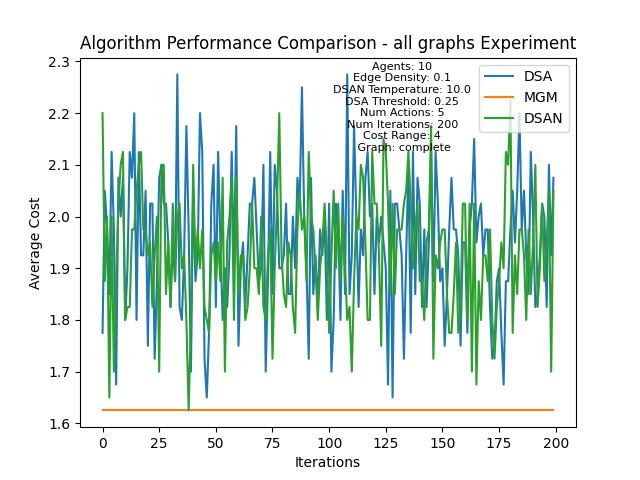 Algorithm Performance Comparison - all graphs Experiment
Agents: 10
Edge Density: 0.1
DSAN Temperature: 10.0
DSA Threshold: 0.25
Num Actions: 5
Num Iterations: 200
Cost Range: 4
Graph: complete
DSA
MGM
DSAN
2.3
2.2
2.1
2.0
1.9
1.8
1.7
1.6
Average Cost
0
25
50
75
100
125
150
175
200
Iterations